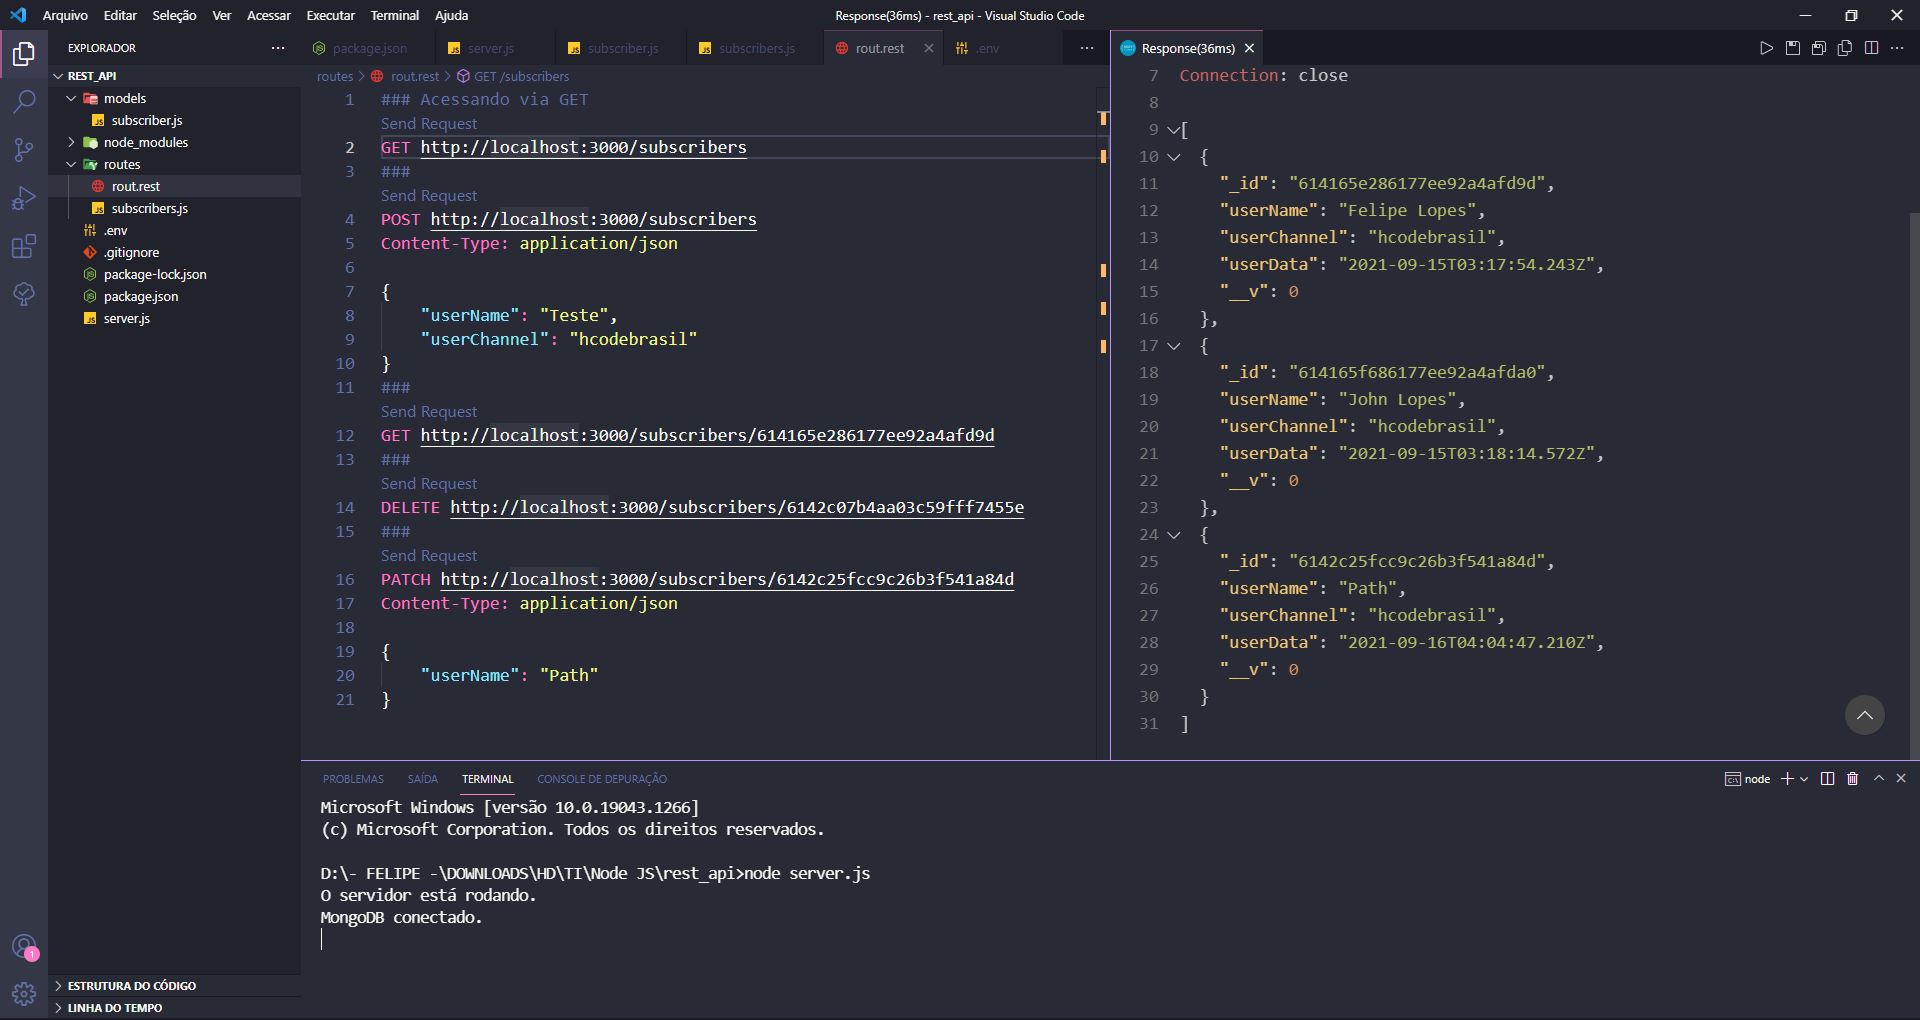 Arquivo Editar Seleção Ver Acessar Executar Terminal Ajuda
Response(36ms) - rest_api - Visual Studio Code
EXPLORADOR
REST_API
models
subscriber.js
node_modules
routes
rout.rest
subscribers.js
.env
.gitignore
package-lock.json
package.json
server.js
ESTRUTURA DO CÓDIGO
LINHA DO TEMPO
1
package.json server.js subscriber.js subscribers.js rout.rest .env
routes > rout.rest > GET /subscribers
1 ### Acessando via GET
Send Request
2 GET http://localhost:3000/subscribers
3 ###
Send Request
4 POST http://localhost:3000/subscribers
5 Content-Type: application/json
6
7 {
8 "userName": "Teste",
9 "userChannel": "hcodebrasil"
10 }
11 ###
Send Request
12 GET http://localhost:3000/subscribers/614165e286177ee92a4afd9d
13 ###
Send Request
14 DELETE http://localhost:3000/subscribers/6142c07b4aa03c59fff7455e
15 ###
Send Request
16 PATCH http://localhost:3000/subscribers/6142c25fcc9c26b3f541a84d
17 Content-Type: application/json
18
19 {
20 "userName": "Path"
21 }
Response(36ms)
7 Connection: close
8
9 [
10 {
11 "_id": "614165e286177ee92a4afd9d",
12 "userName": "Felipe Lopes",
13 "userChannel": "hcodebrasil",
14 "userData": "2021-09-15T03:17:54.243Z",
15 "__v": 0
16 },
17 {
18 "_id": "614165f686177ee92a4afda0",
19 "userName": "John Lopes",
20 "userChannel": "hcodebrasil",
21 "userData": "2021-09-15T03:18:14.572Z",
22 "__v": 0
23 },
24 {
25 "_id": "6142c25fcc9c26b3f541a84d",
26 "userName": "Path",
27 "userChannel": "hcodebrasil",
28 "userData": "2021-09-16T04:04:47.210Z",
29 "__v": 0
30 }
31 ]
PROBLEMAS SAÍDA TERMINAL CONSOLE DE DEPURAÇÃO
node
Microsoft Windows [versão 10.0.19043.1266]
(c) Microsoft Corporation. Todos os direitos reservados.
D:\- FELIPE -\DOWNLOADS\HD\TI\Node JS\rest_api>node server.js
O servidor está rodando.
MongoDB conectado.